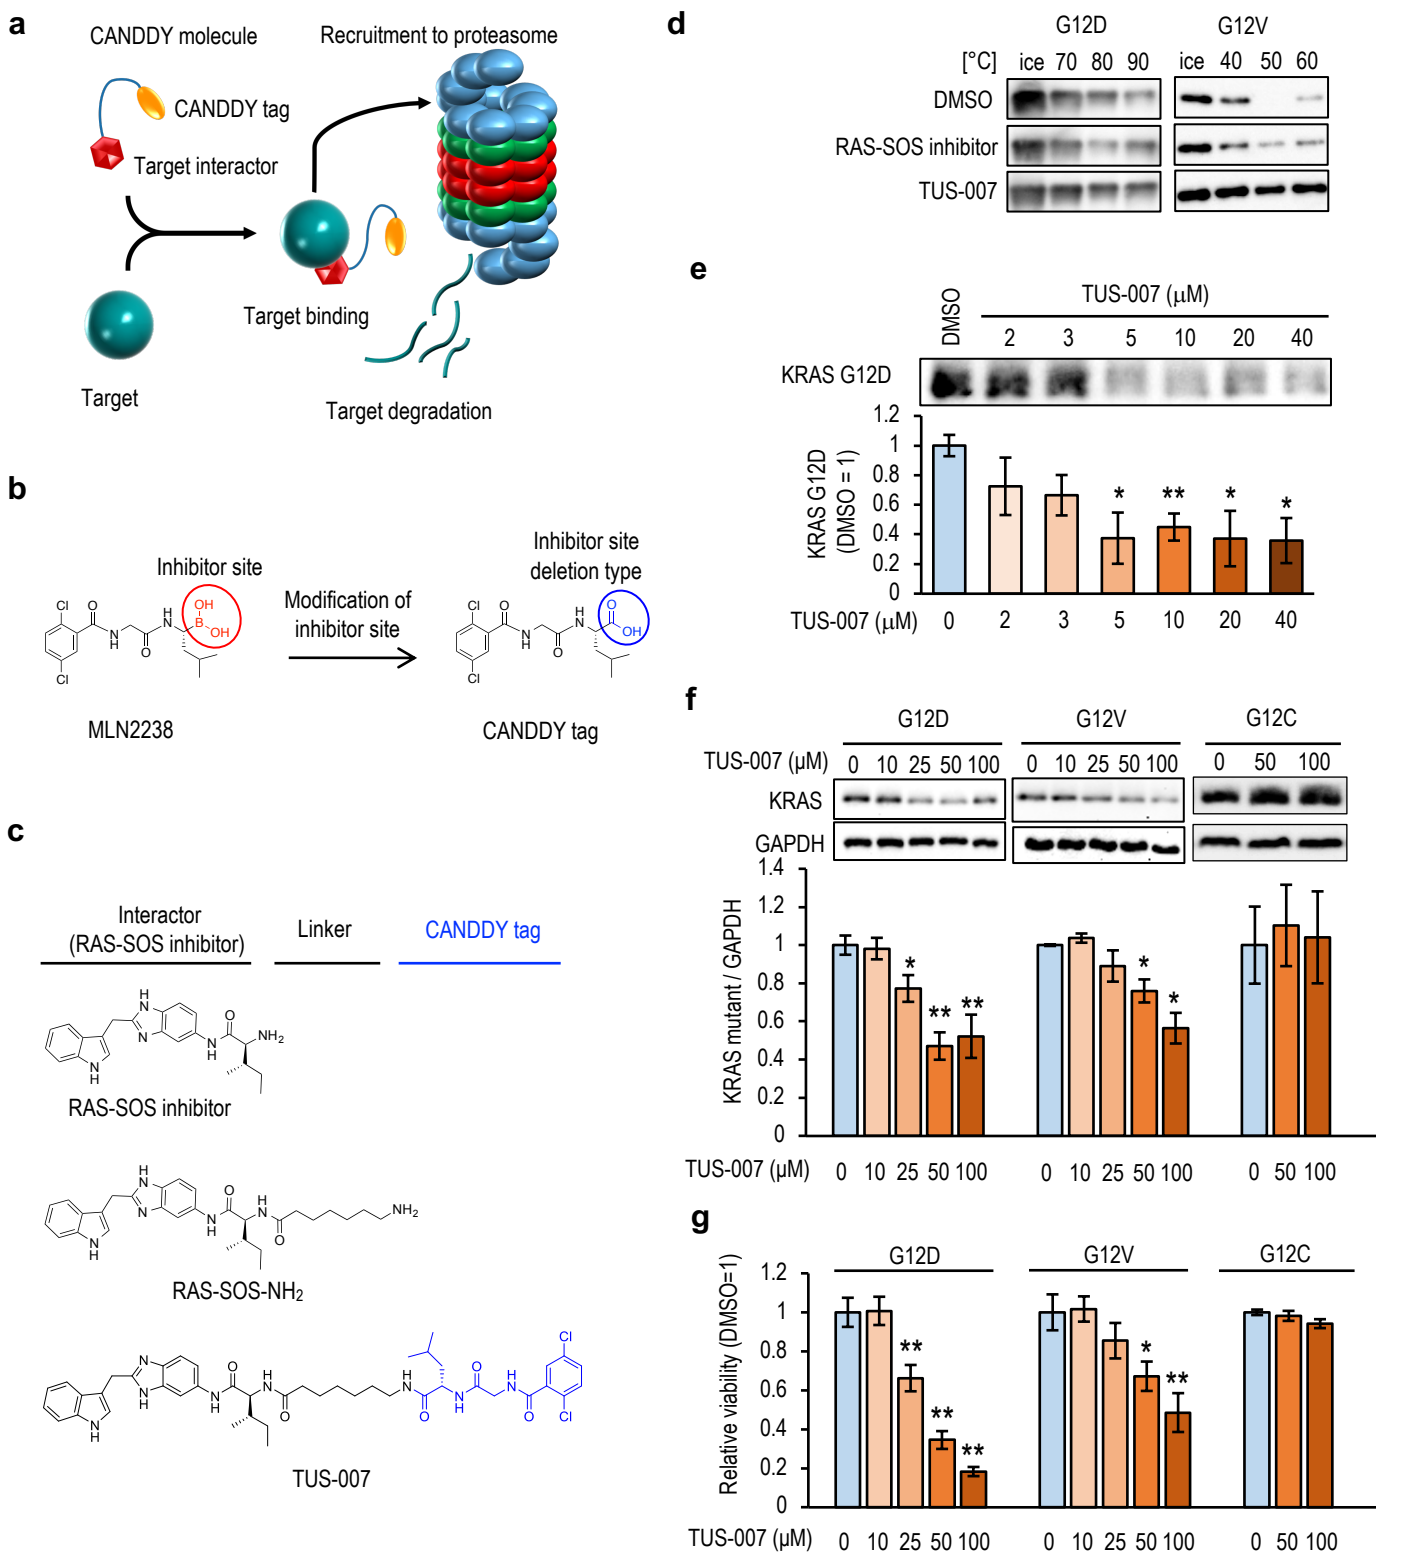 a
CANDDY molecule
Recruitment to proteasome
CANDDY tag
Target interactor
Target binding
Target
Target degradation
b
Inhibitor site
Modification of
inhibitor site
Inhibitor site
deletion type
Cl
O
H
N
OH
B
OH
N
H
O
Cl
Cl
O
H
N
O
OH
N
H
O
Cl
MLN2238
CANDDY tag
c
Interactor
(RAS-SOS inhibitor)
Linker
CANDDY tag
H
N
N
O
NH2
N
H
N
H
RAS-SOS inhibitor
H
N
N
O
H
N
NH2
N
H
O
N
H
RAS-SOS-NH2
N
N
H
O
H
N
H
N
O
H
N
Cl
N
H
O
O
N
H
O
Cl
N
H
TUS-007
d
G12D
G12V
[°C]
ice 70 80 90
ice 40 50 60
DMSO
RAS-SOS inhibitor
TUS-007
e
DMSO
TUS-007 (μM)
2 3 5 10 20 40
KRAS G12D
KRAS G12D
(DMSO = 1)
1.2
1
0.8
0.6
0.4
0.2
0
* ** * *
TUS-007 (μM) 0 2 3 5 10 20 40
f
G12D
G12V
G12C
TUS-007 (μM) 0 10 25 50 100 0 10 25 50 100 0 50 100
KRAS
GAPDH
KRAS mutant / GAPDH
1.4
1.2
1
0.8
0.6
0.4
0.2
0
* ** ** * *
TUS-007 (μM) 0 10 25 50 100 0 10 25 50 100 0 50 100
g
G12D
G12V
G12C
Relative viability (DMSO=1)
1.2
1
0.8
0.6
0.4
0.2
0
** ** ** * **
TUS-007 (μM) 0 10 25 50 100 0 10 25 50 100 0 50 100